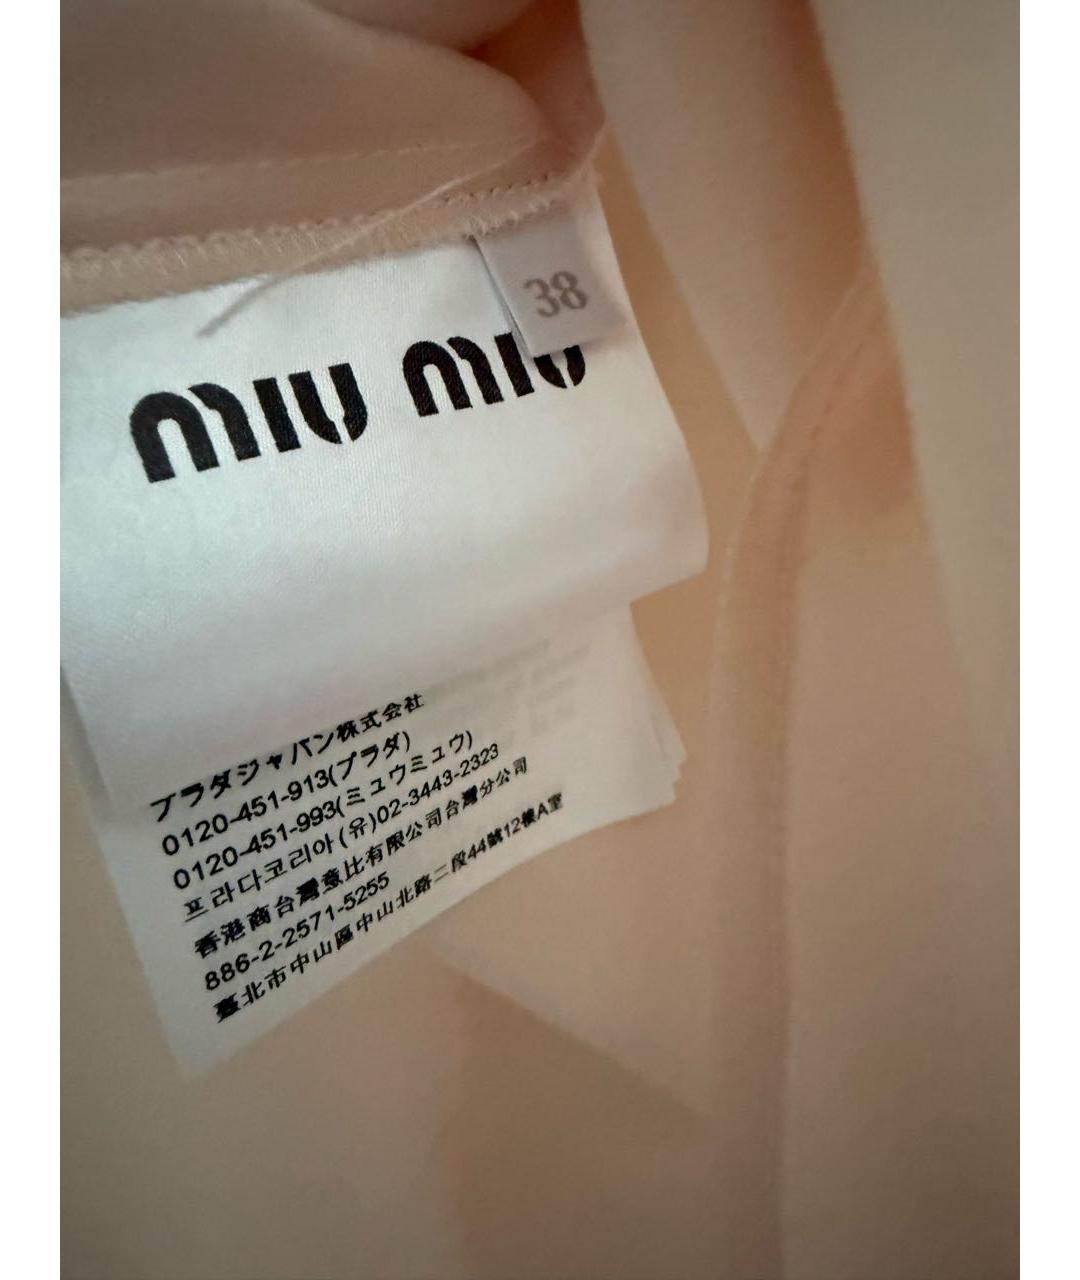 38
miu miu
プラダジャパン株式会社
0120-451-913(プラダ)
0120-451-993(ミュウミュウ)
프라다코리아(유)02-3443-2323
香港商台灣意比有限公司台灣分公司
886-2-2571-5255
臺北市中山區中山北路二段44號12樓A室